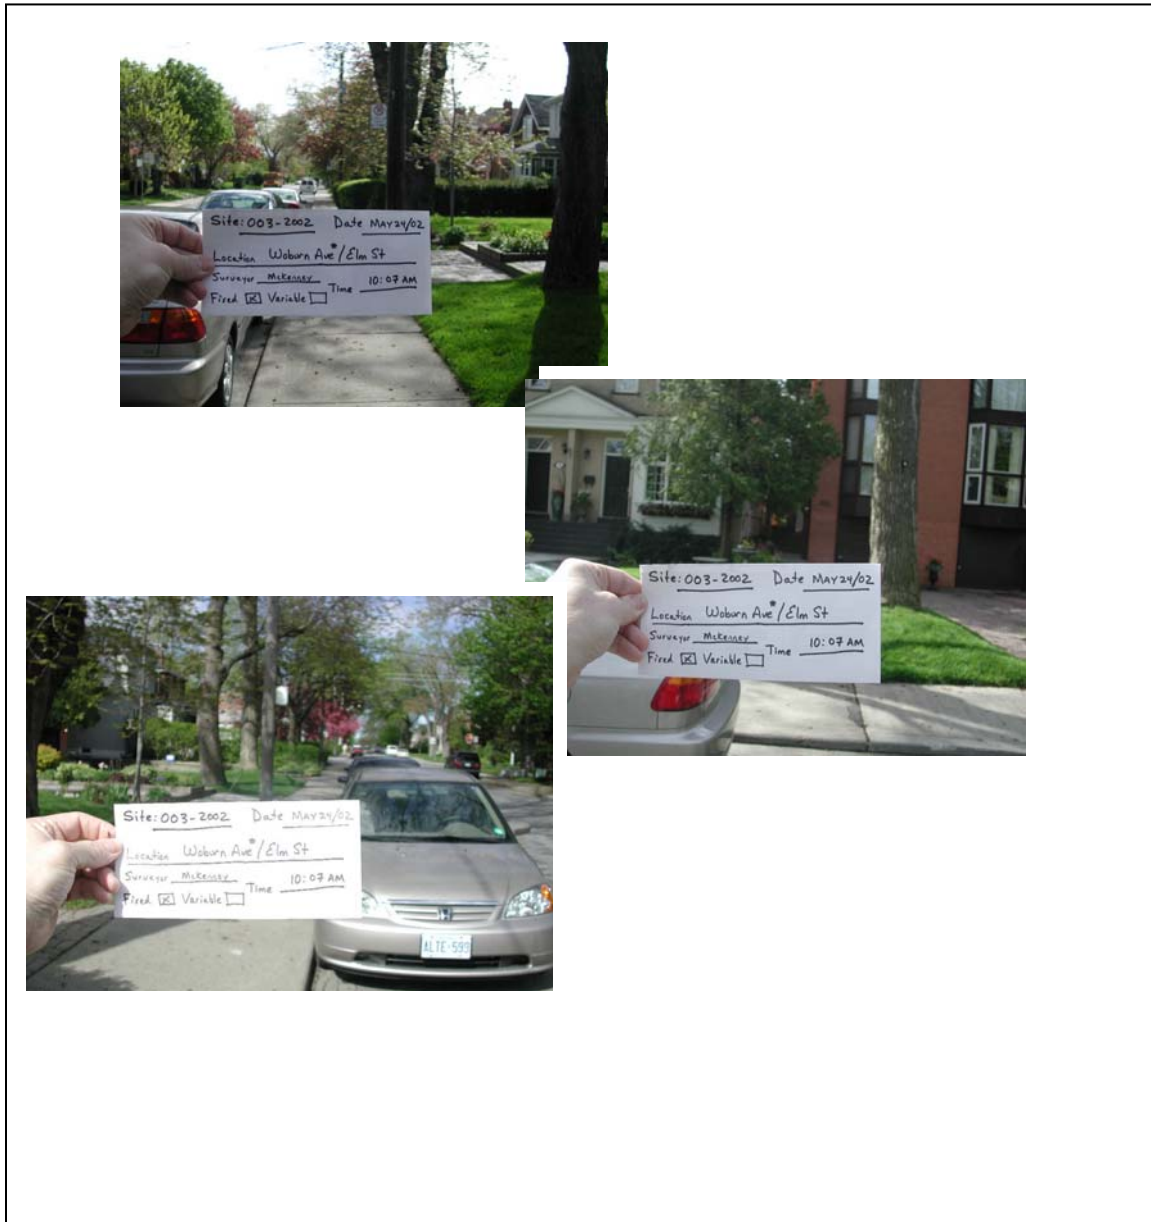 Site: 003-2002 Date MAY24/02
Location Woburn Ave*/Elm St
Surveyor McKenney Time 10:07 AM
Fixed ☒ Variable ☐
Site: 003-2002 Date MAY24/02
Location Woburn Ave*/Elm St
Surveyor McKenney Time 10:07 AM
Fixed ☒ Variable ☐
Site: 003-2002 Date MAY24/02
Location Woburn Ave*/Elm St
Surveyor McKenney Time 10:07 AM
Fixed ☒ Variable ☐
ALTE-599